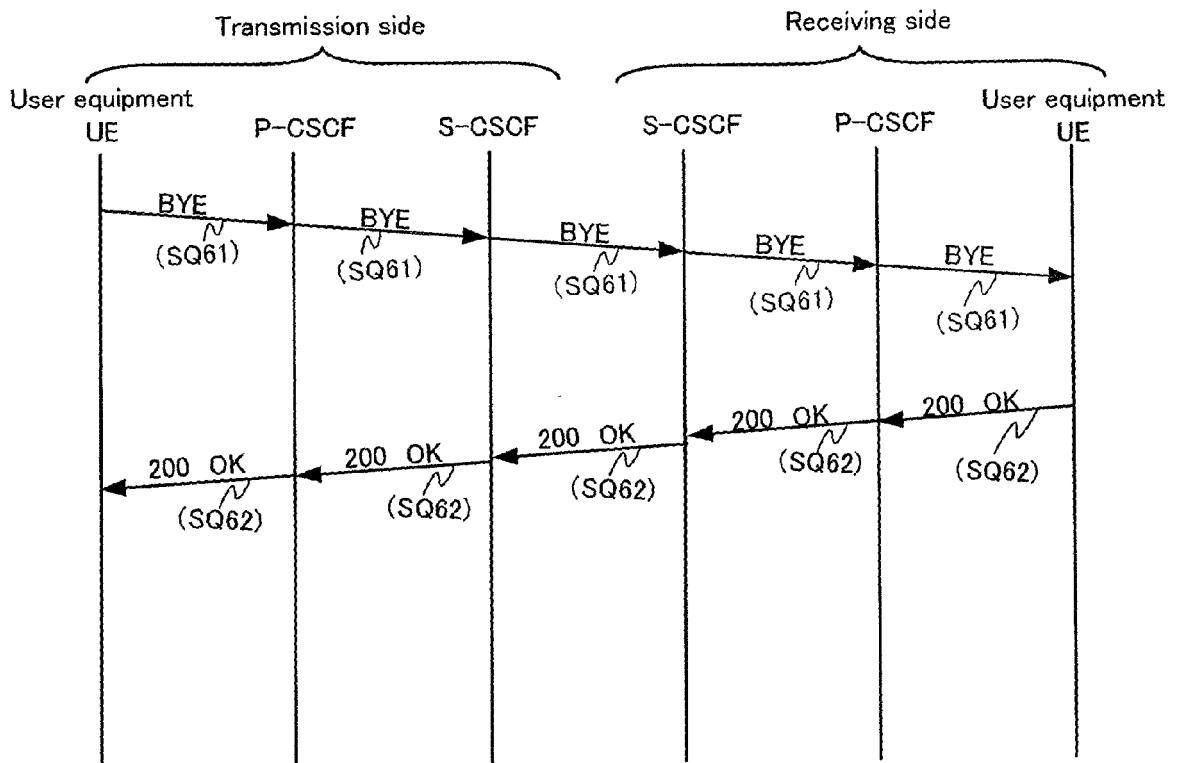 Transmission side
Receiving side
User equipment
UE
P-CSCF
S-CSCF
S-CSCF
P-CSCF
User equipment
UE
BYE
(SQ61)
BYE
(SQ61)
BYE
(SQ61)
BYE
(SQ61)
BYE
(SQ61)
200 OK
(SQ62)
200 OK
(SQ62)
200 OK
(SQ62)
200 OK
(SQ62)
200 OK
(SQ62)